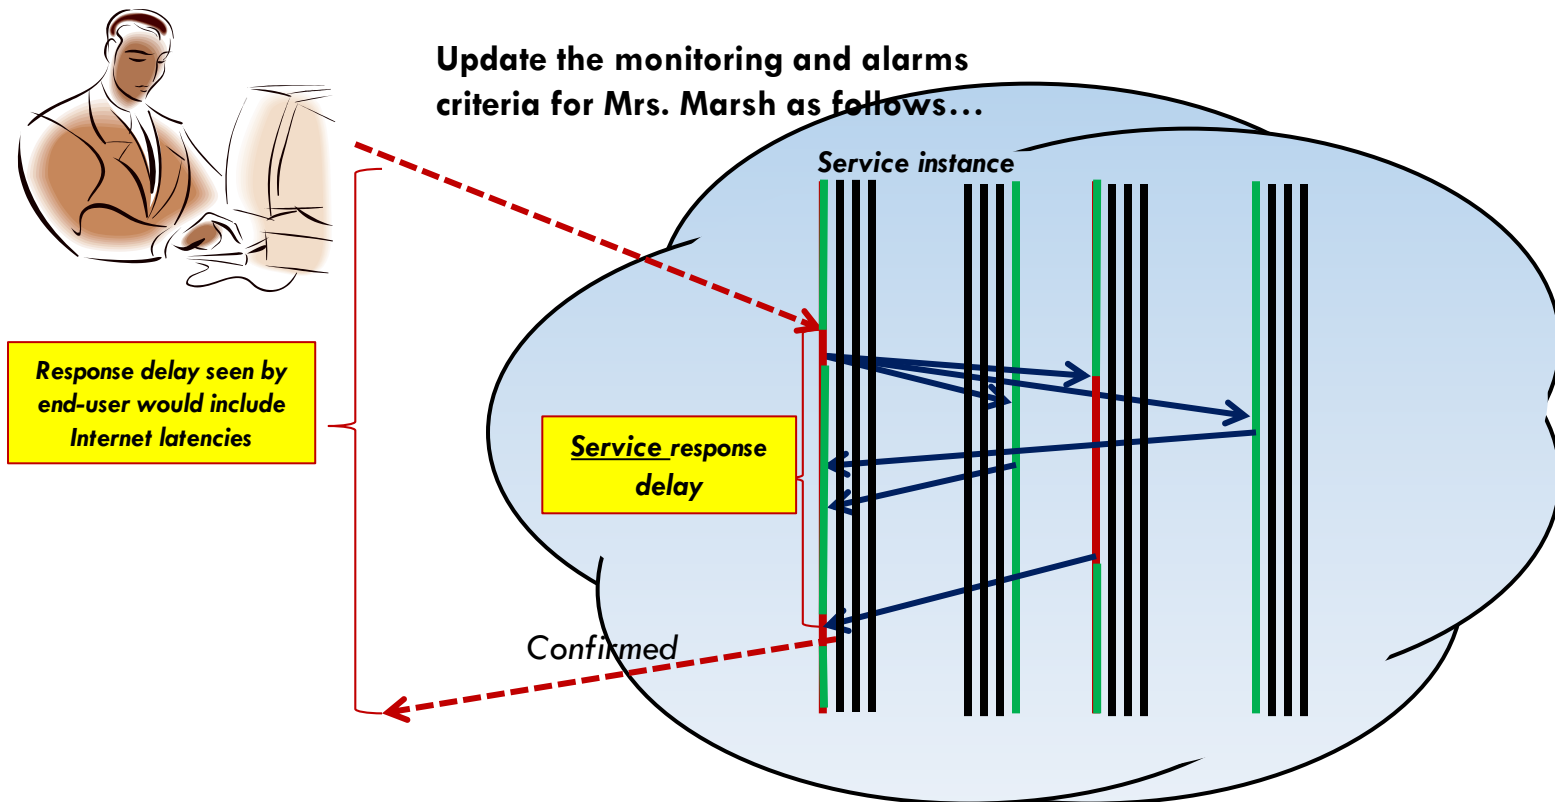 Update the monitoring and alarms
criteria for Mrs. Marsh as follows...
Service instance
Response delay seen by
end-user would include
Internet latencies
Service response
delay
Confirmed